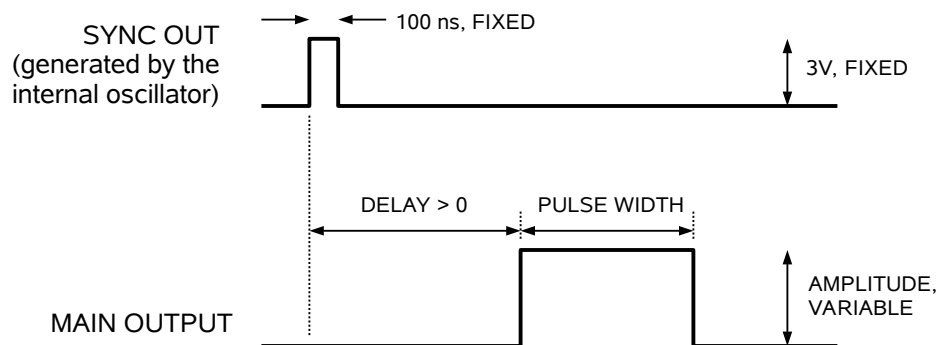 100 ns, FIXED
SYNC OUT
(generated by the
internal oscillator)
3V, FIXED
DELAY > 0
PULSE WIDTH
AMPLITUDE,
VARIABLE
MAIN OUTPUT